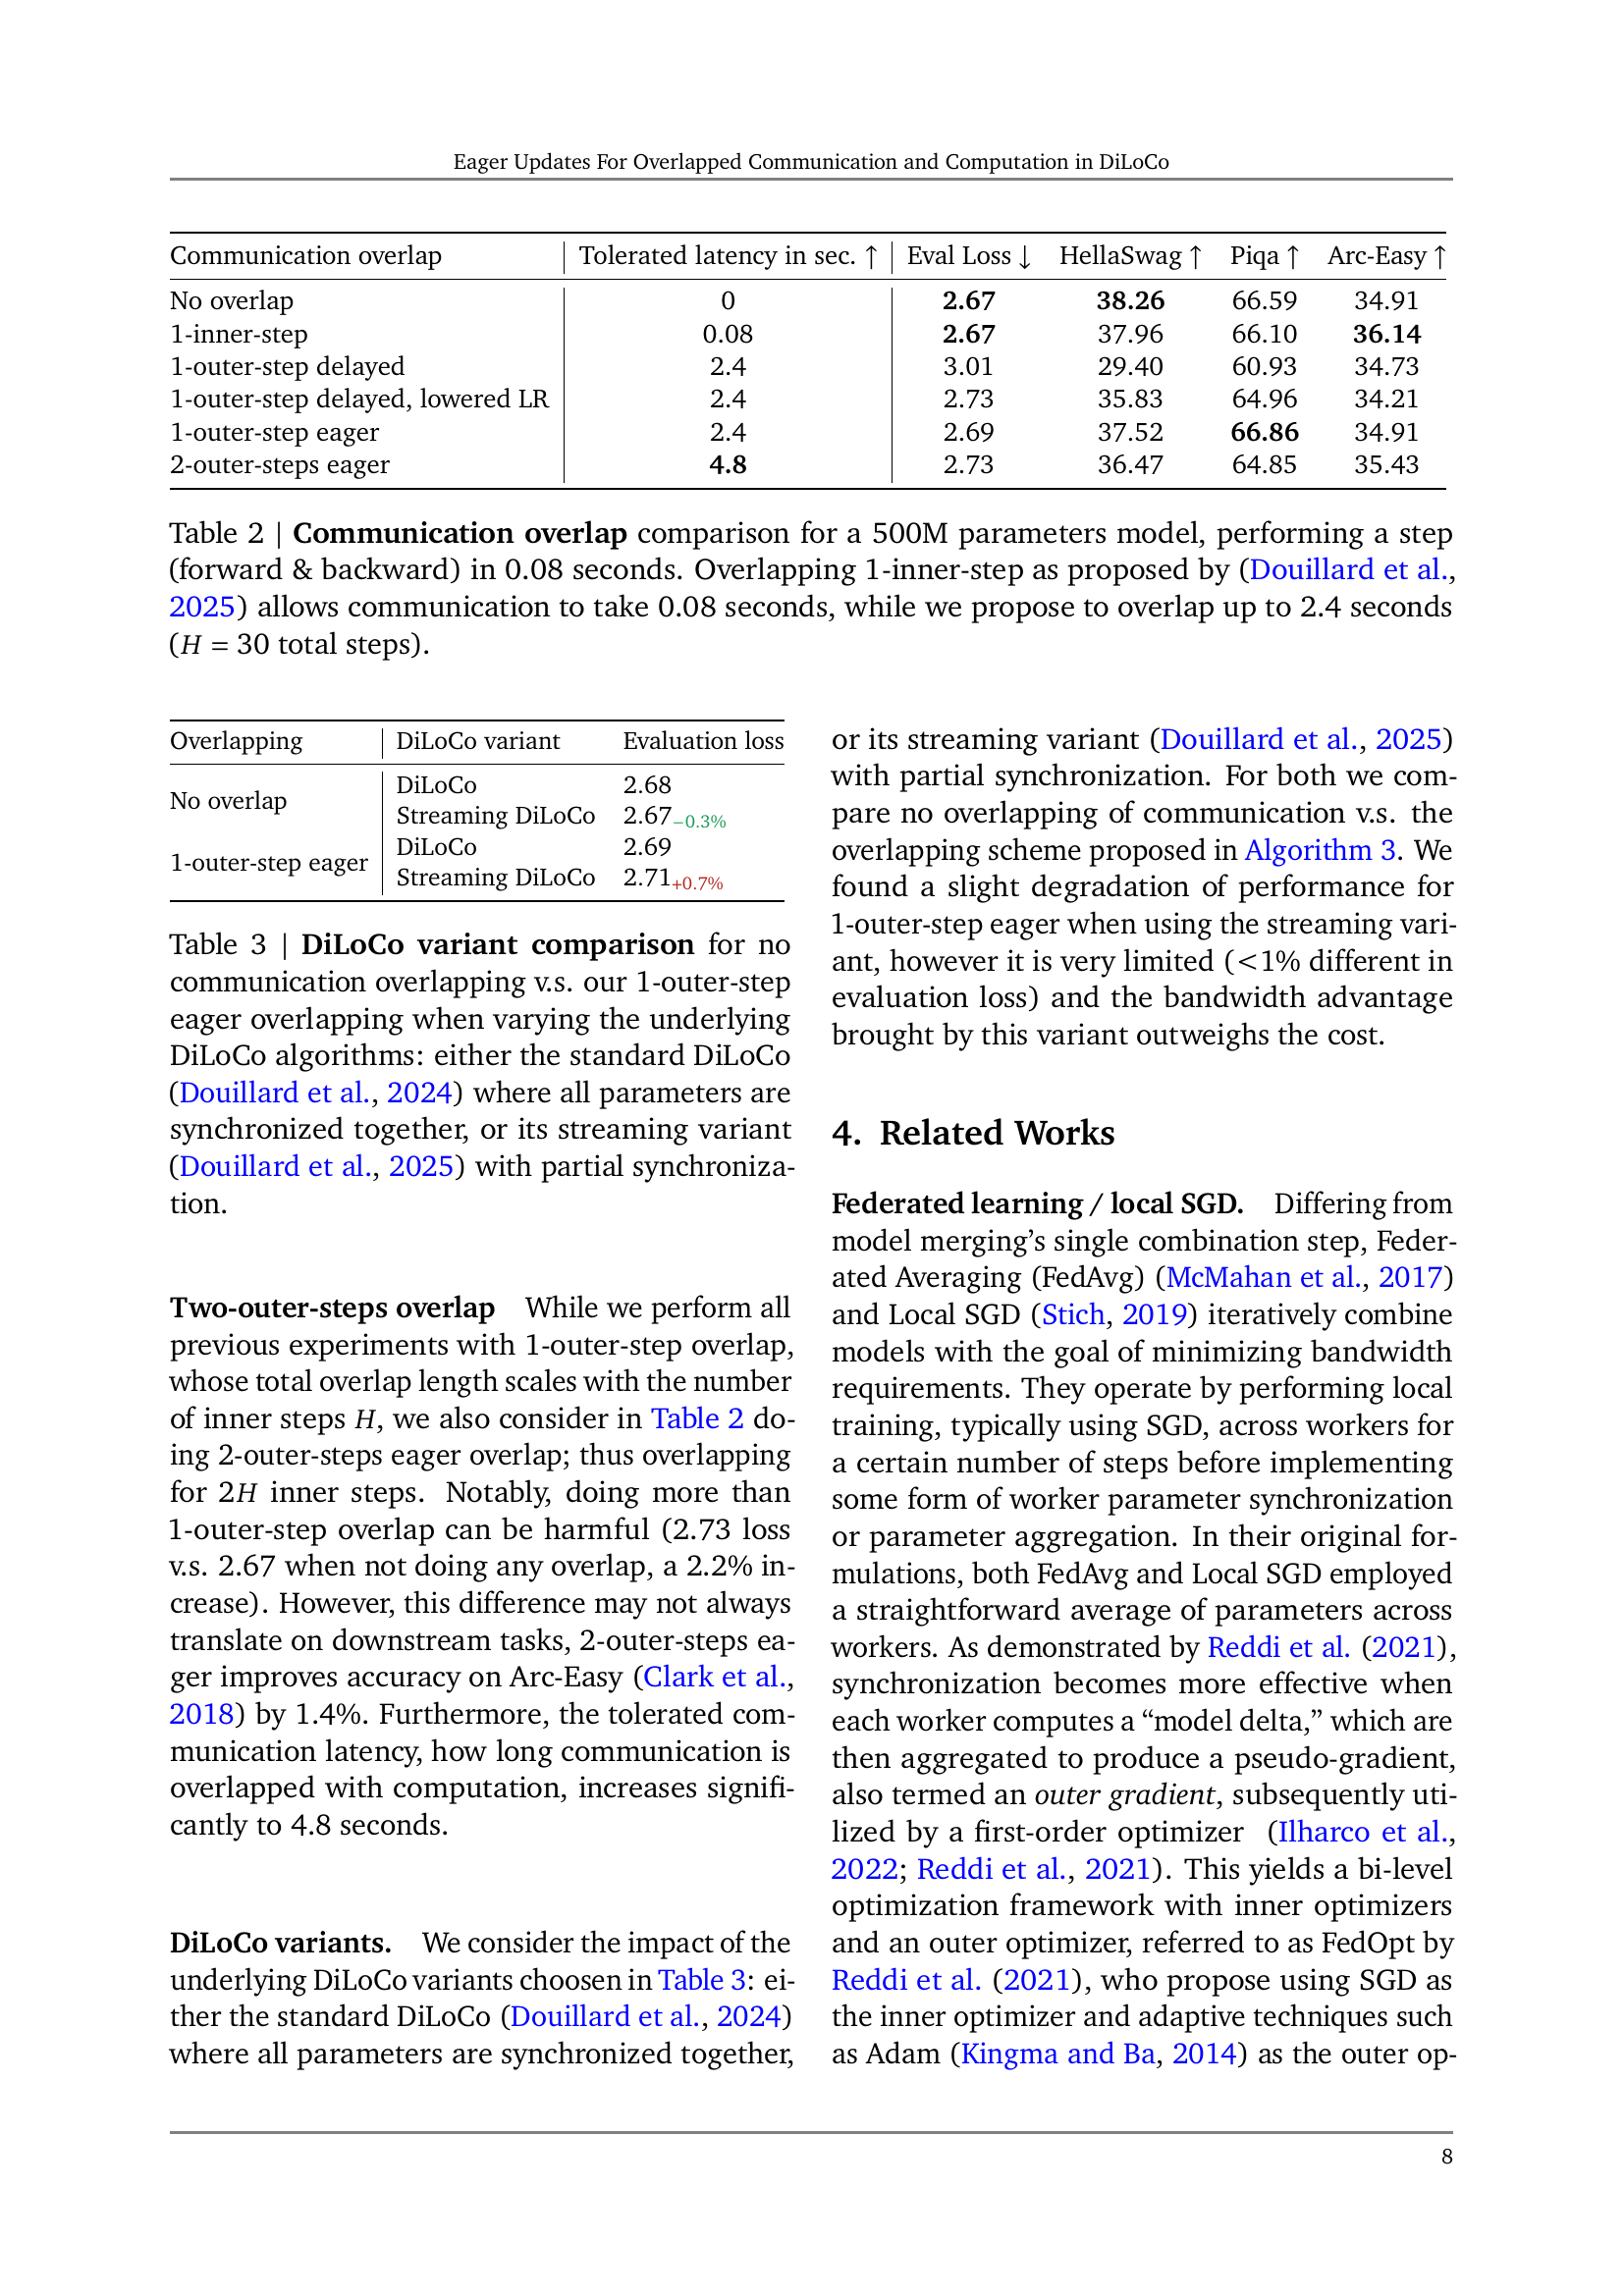 Eager Updates For Overlapped Communication and Computation in DiLoCo
Communication overlap Tolerated latency in sec. ↑ Eval Loss ↓ HellaSwag ↑ Piqa ↑ Arc-Easy ↑
No overlap 0 2.67 38.26 66.59 34.91
1-inner-step 0.08 2.67 37.96 66.10 36.14
1-outer-step delayed 2.4 3.01 29.40 60.93 34.73
1-outer-step delayed, lowered LR 2.4 2.73 35.83 64.96 34.21
1-outer-step eager 2.4 2.69 37.52 66.86 34.91
2-outer-steps eager 4.8 2.73 36.47 64.85 35.43
Table 2 | Communication overlap comparison for a 500M parameters model, performing a step
(forward & backward) in 0.08 seconds. Overlapping 1-inner-step as proposed by (Douillard et al.,
2025) allows communication to take 0.08 seconds, while we propose to overlap up to 2.4 seconds
(H = 30 total steps).
Overlapping DiLoCo variant Evaluation loss
No overlap
DiLoCo 2.68
Streaming DiLoCo 2.67−0.3%
1-outer-step eager
DiLoCo 2.69
Streaming DiLoCo 2.71+0.7%
Table 3 | DiLoCo variant comparison for no
communication overlapping v.s. our 1-outer-step
eager overlapping when varying the underlying
DiLoCo algorithms: either the standard DiLoCo
(Douillard et al., 2024) where all parameters are
synchronized together, or its streaming variant
(Douillard et al., 2025) with partial synchroniza-
tion.
Two-outer-steps overlap While we perform all
previous experiments with 1-outer-step overlap,
whose total overlap length scales with the number
of inner steps H, we also consider in Table 2 do-
ing 2-outer-steps eager overlap; thus overlapping
for 2H inner steps. Notably, doing more than
1-outer-step overlap can be harmful (2.73 loss
v.s. 2.67 when not doing any overlap, a 2.2% in-
crease). However, this difference may not always
translate on downstream tasks, 2-outer-steps ea-
ger improves accuracy on Arc-Easy (Clark et al.,
2018) by 1.4%. Furthermore, the tolerated com-
munication latency, how long communication is
overlapped with computation, increases signifi-
cantly to 4.8 seconds.
DiLoCo variants. We consider the impact of the
underlying DiLoCo variants choosen in Table 3: ei-
ther the standard DiLoCo (Douillard et al., 2024)
where all parameters are synchronized together,
or its streaming variant (Douillard et al., 2025)
with partial synchronization. For both we com-
pare no overlapping of communication v.s. the
overlapping scheme proposed in Algorithm 3. We
found a slight degradation of performance for
1-outer-step eager when using the streaming vari-
ant, however it is very limited (<1% different in
evaluation loss) and the bandwidth advantage
brought by this variant outweighs the cost.
4. Related Works
Federated learning / local SGD. Differing from
model merging’s single combination step, Feder-
ated Averaging (FedAvg) (McMahan et al., 2017)
and Local SGD (Stich, 2019) iteratively combine
models with the goal of minimizing bandwidth
requirements. They operate by performing local
training, typically using SGD, across workers for
a certain number of steps before implementing
some form of worker parameter synchronization
or parameter aggregation. In their original for-
mulations, both FedAvg and Local SGD employed
a straightforward average of parameters across
workers. As demonstrated by Reddi et al. (2021),
synchronization becomes more effective when
each worker computes a “model delta,” which are
then aggregated to produce a pseudo-gradient,
also termed an outer gradient, subsequently uti-
lized by a first-order optimizer (Ilharco et al.,
2022; Reddi et al., 2021). This yields a bi-level
optimization framework with inner optimizers
and an outer optimizer, referred to as FedOpt by
Reddi et al. (2021), who propose using SGD as
the inner optimizer and adaptive techniques such
as Adam (Kingma and Ba, 2014) as the outer op-
8